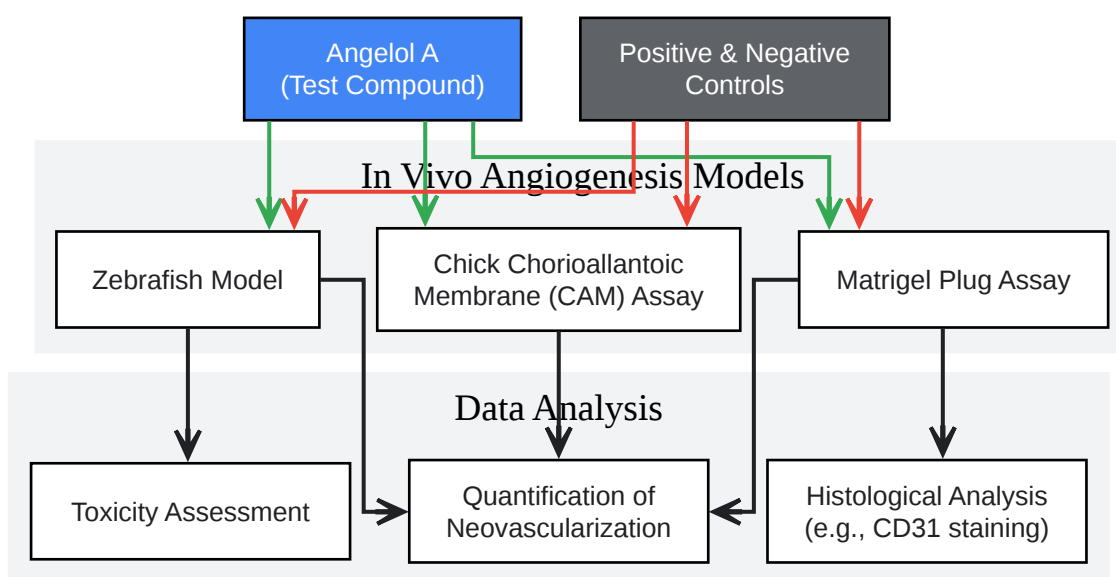 Angelol A
(Test Compound)
Positive & Negative
Controls
In Vivo Angiogenesis Models
Zebrafish Model
Chick Chorioallantoic
Membrane (CAM) Assay
Matrigel Plug Assay
Data Analysis
Toxicity Assessment
Quantification of
Neovascularization
Histological Analysis
(e.g., CD31 staining)